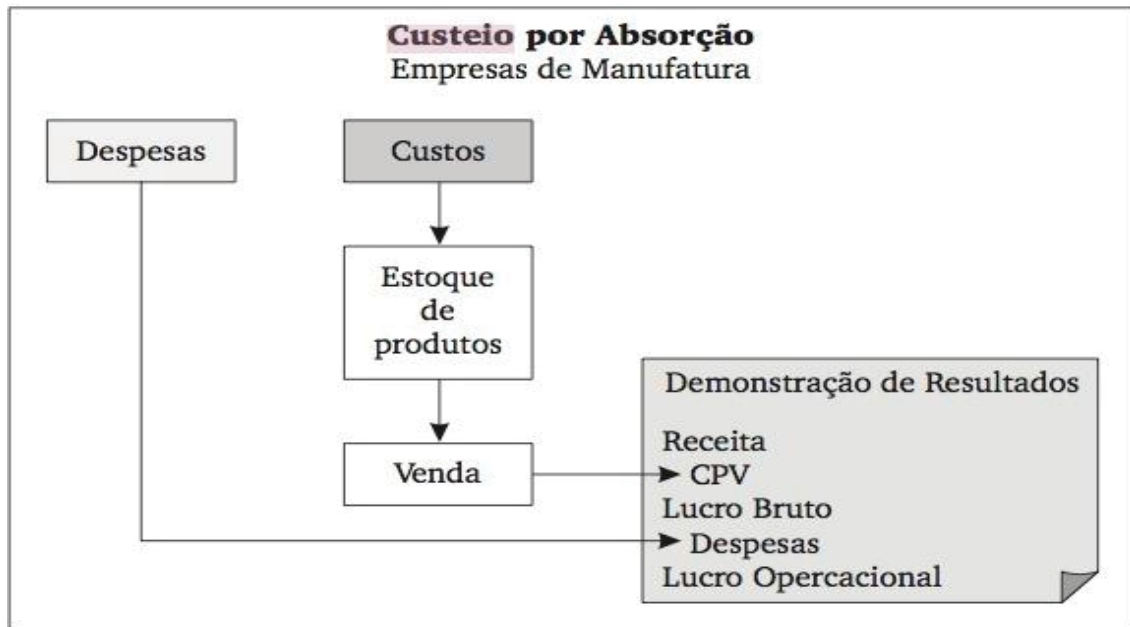 Custeio por Absorção
Empresas de Manufatura
Despesas
Custos
Estoque
de
produtos
Venda
Demonstração de Resultados
Receita
CPV
Lucro Bruto
Despesas
Lucro Opercacional